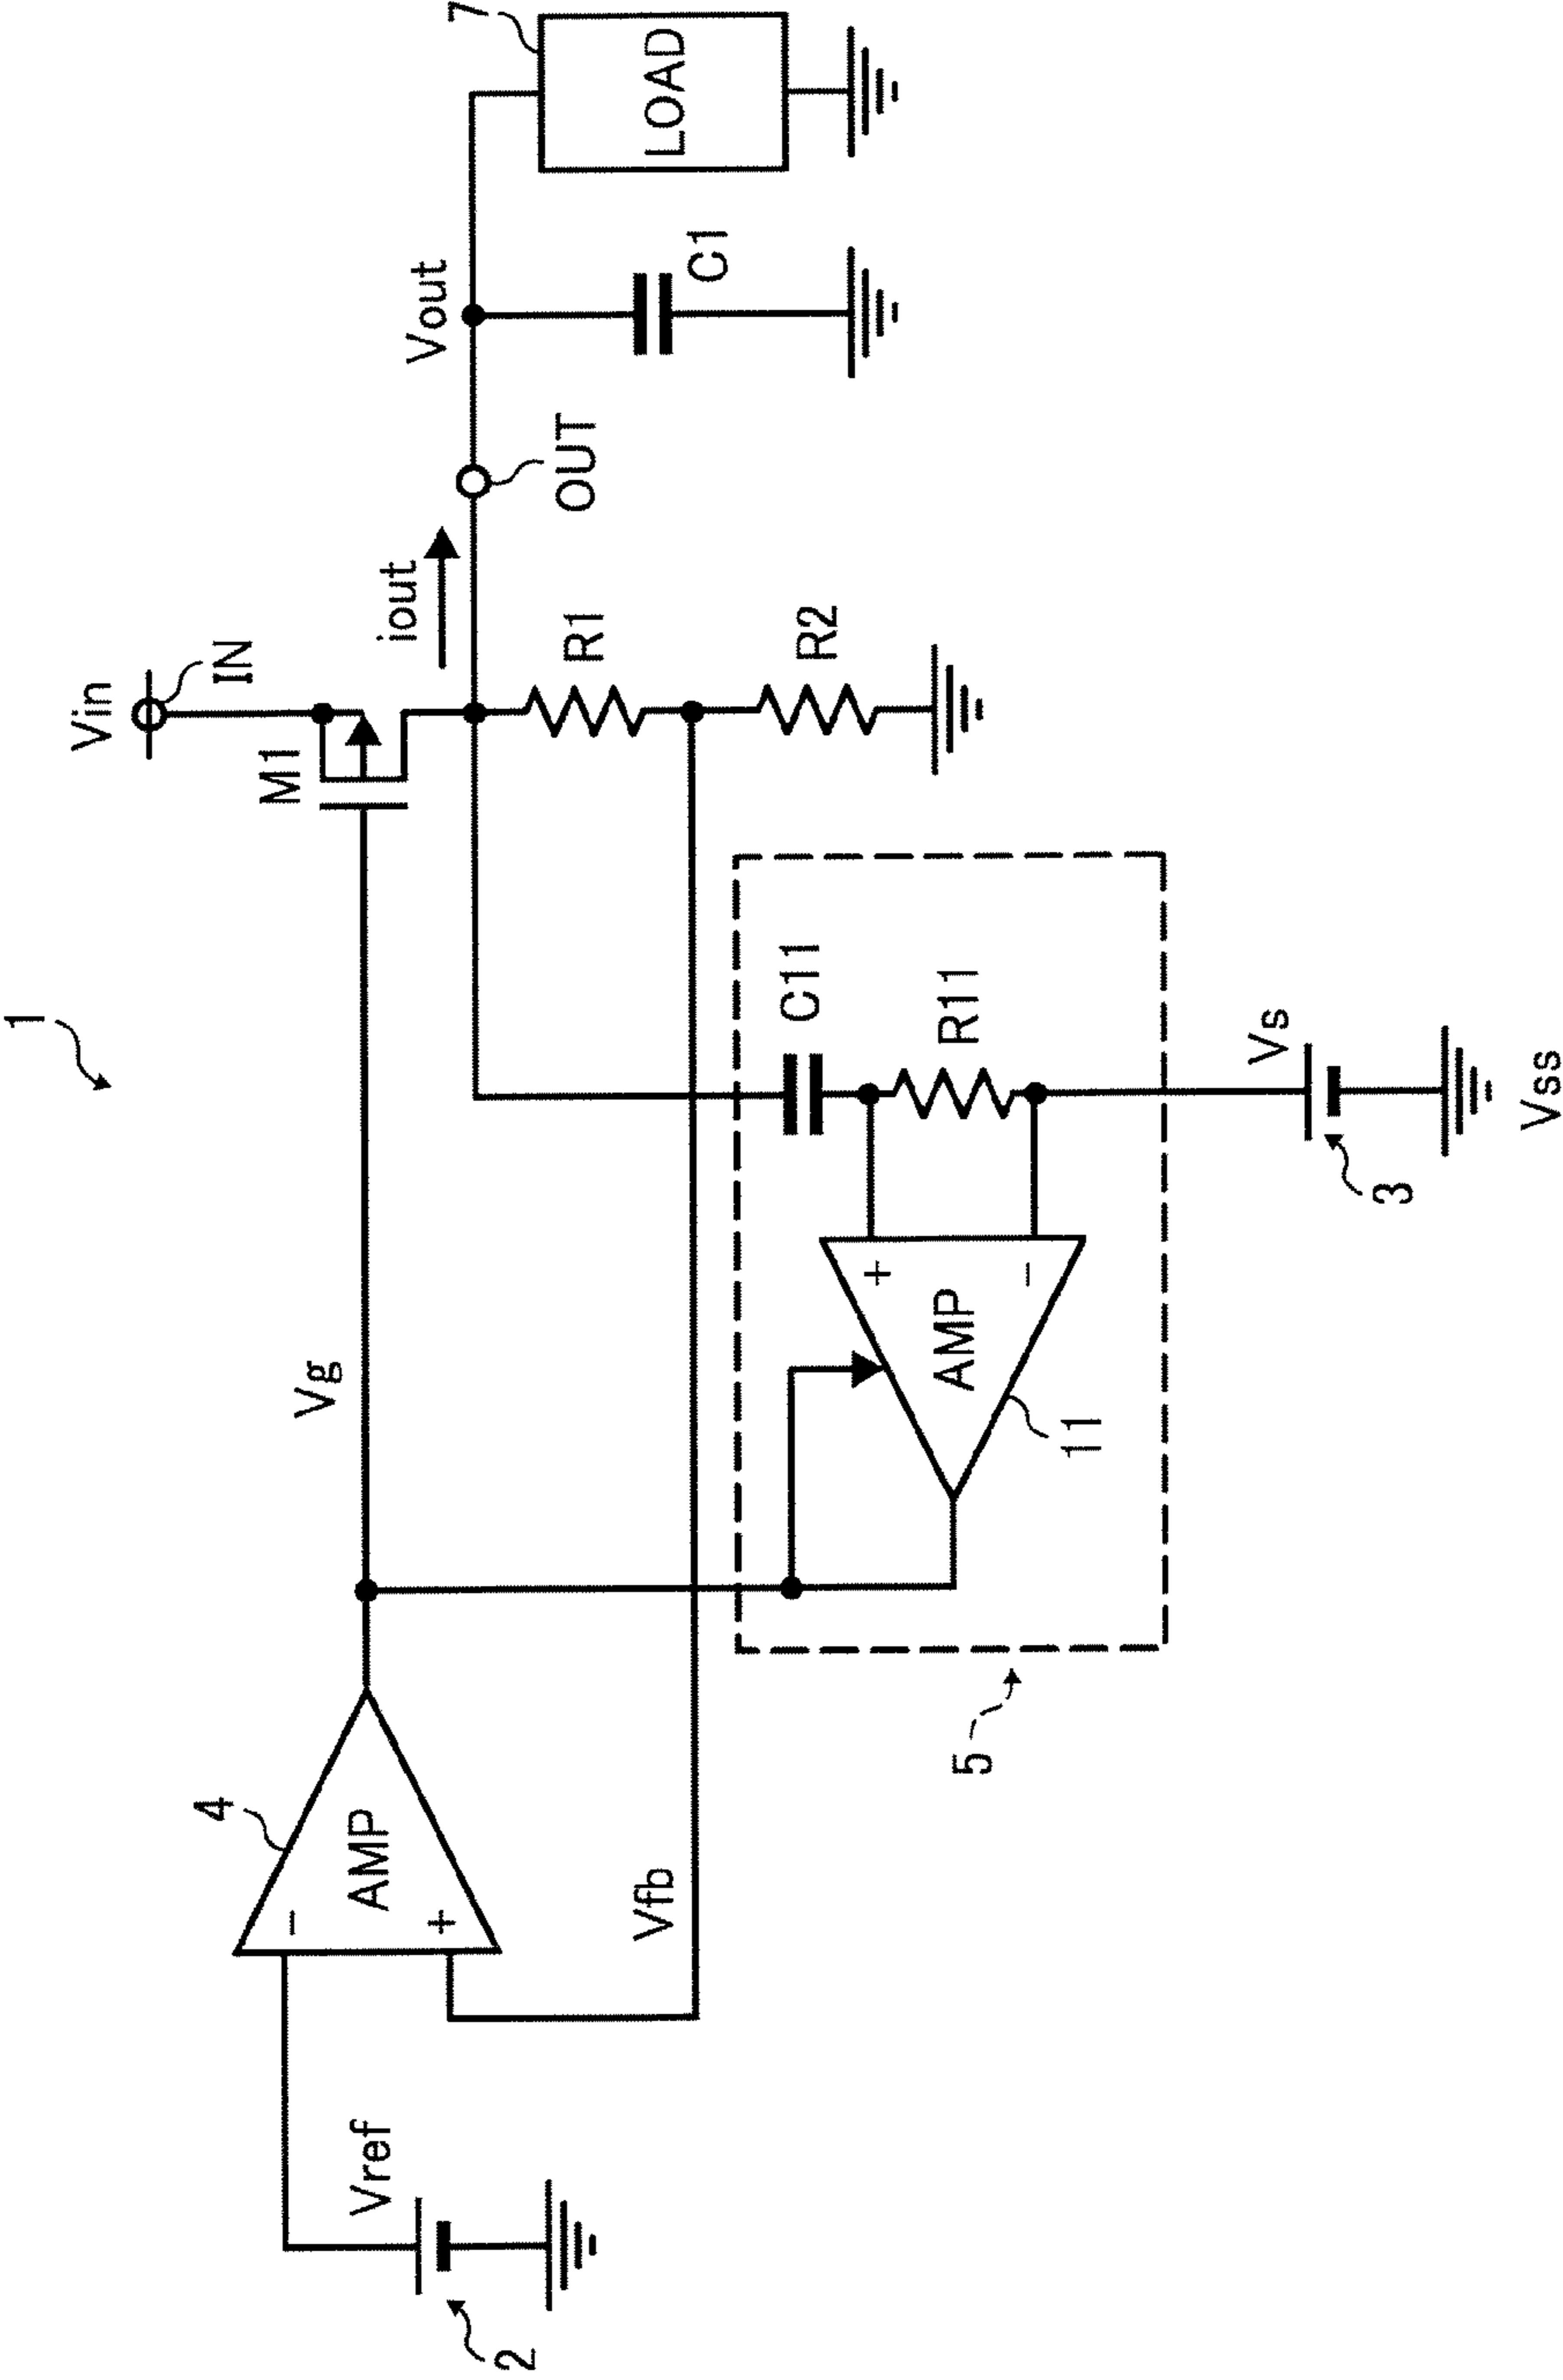 1
Vin
IN
M1
iout
Vout
7
LOAD
C1
OUT
R1
R2
Vg
4
AMP
−
+
Vref
2
Vfb
C11
R11
+
−
AMP
11
5
Vs
3
Vss